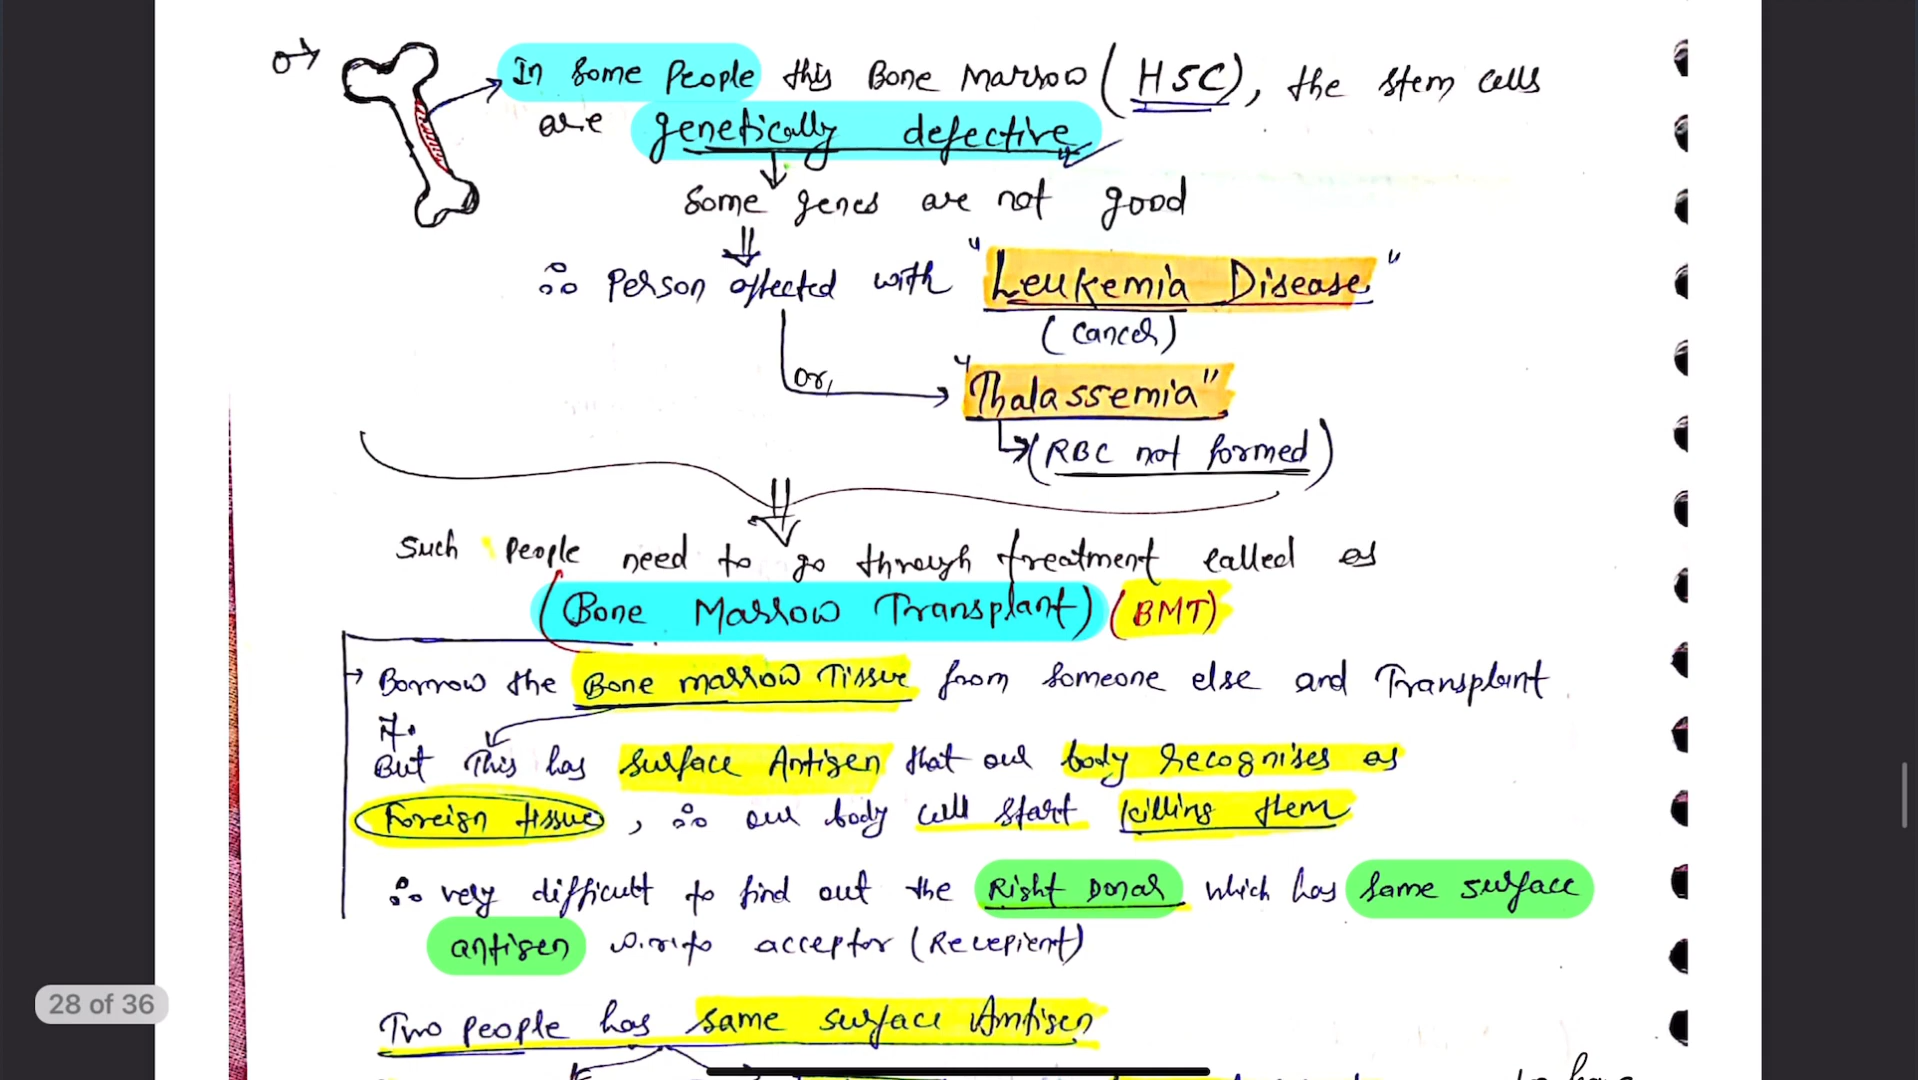 In some People this Bone Marrow (HSC), the stem cells
are genetically defective
Some genes are not good
∴ Person affected with "Leukemia Disease"
(Cancer)
or, "Thalassemia"
(RBC not formed)
Such People need to go through treatment called as
(Bone Marrow Transplant) (BMT)
Borrow the Bone marrow Tissue from someone else and Transplant
it.
But This has surface Antigen that our body recognises as
Foreign tissue, ∴ our body cell start killing them
∴ very difficult to find out the Right Donar which has same surface
antigen w.r.to acceptor (Recepient)
28 of 36
Two people has same surface Antigen